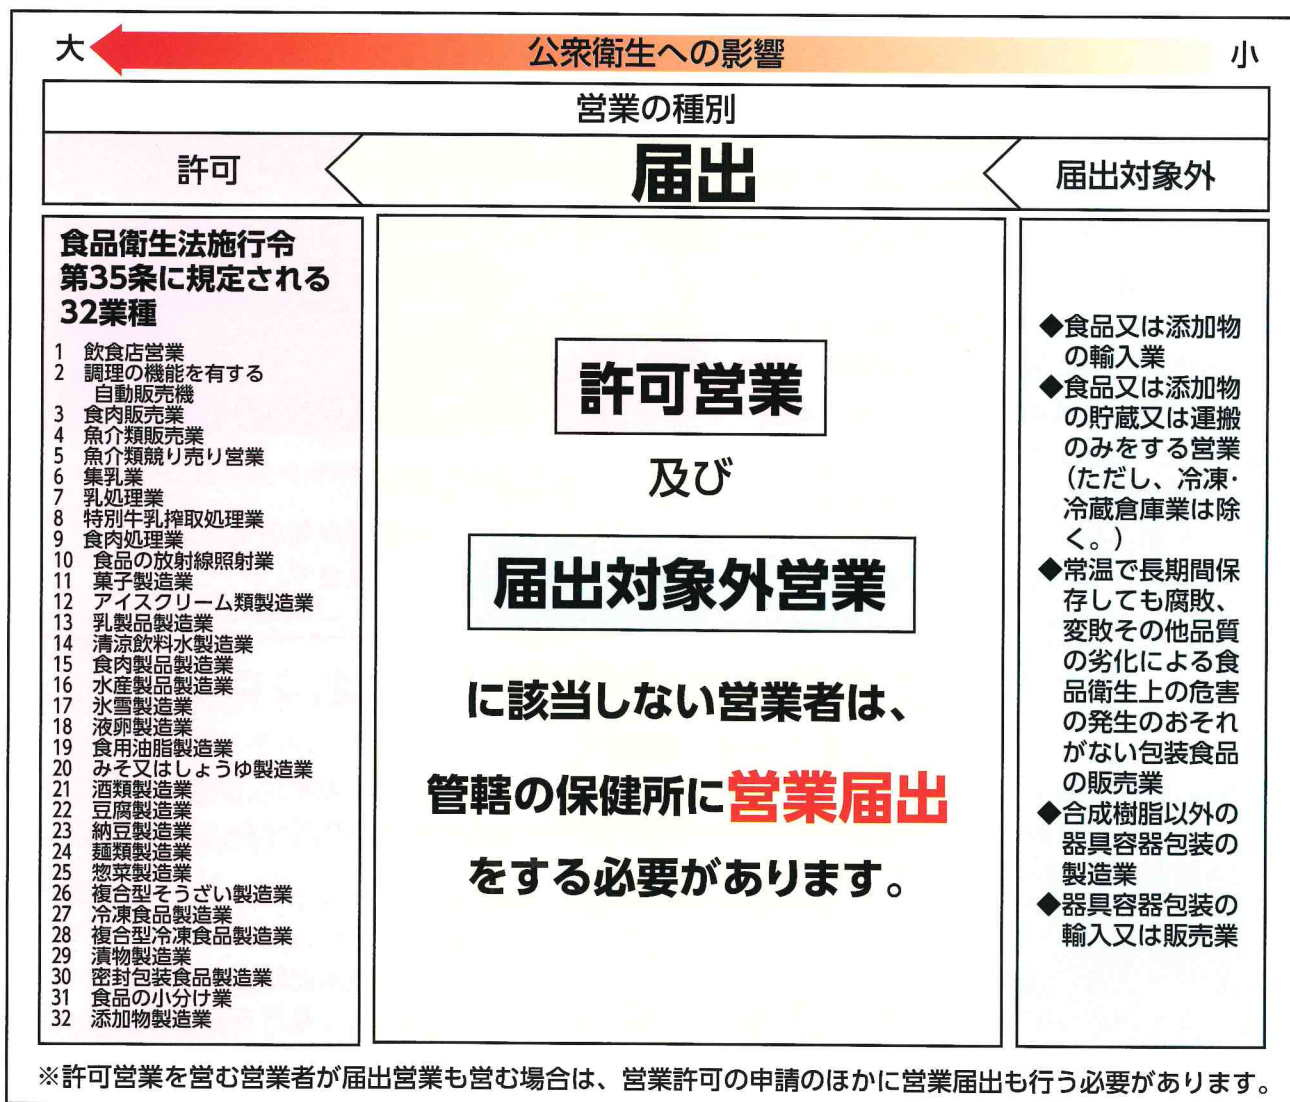 大
公衆衛生への影響
小
営業の種別
許可
届出
届出対象外
食品衛生法施行令
第35条に規定される
32業種
1 飲食店営業
2 調理の機能を有する
自動販売機
3 食肉販売業
4 魚介類販売業
5 魚介類競り売り営業
6 集乳業
7 乳処理業
8 特別牛乳搾取処理業
9 食肉処理業
10 食品の放射線照射業
11 菓子製造業
12 アイスクリーム類製造業
13 乳製品製造業
14 清涼飲料水製造業
15 食肉製品製造業
16 水産製品製造業
17 氷雪製造業
18 液卵製造業
19 食用油脂製造業
20 みそ又はしょうゆ製造業
21 酒類製造業
22 豆腐製造業
23 納豆製造業
24 麺類製造業
25 惣菜製造業
26 複合型そうざい製造業
27 冷凍食品製造業
28 複合型冷凍食品製造業
29 漬物製造業
30 密封包装食品製造業
31 食品の小分け業
32 添加物製造業
許可営業
及び
届出対象外営業
に該当しない営業者は、
管轄の保健所に営業届出
をする必要があります。
◆食品又は添加物
の輸入業
◆食品又は添加物
の貯蔵又は運搬
のみをする営業
(ただし、冷凍・
冷蔵倉庫業は除
く。)
◆常温で長期間保
存しても腐敗、
変敗その他品質
の劣化による食
品衛生上の危害
の発生のおそれ
がない包装食品
の販売業
◆合成樹脂以外の
器具容器包装の
製造業
◆器具容器包装の
輸入又は販売業
※許可営業を営む営業者が届出営業も営む場合は、営業許可の申請のほかに営業届出も行う必要があります。